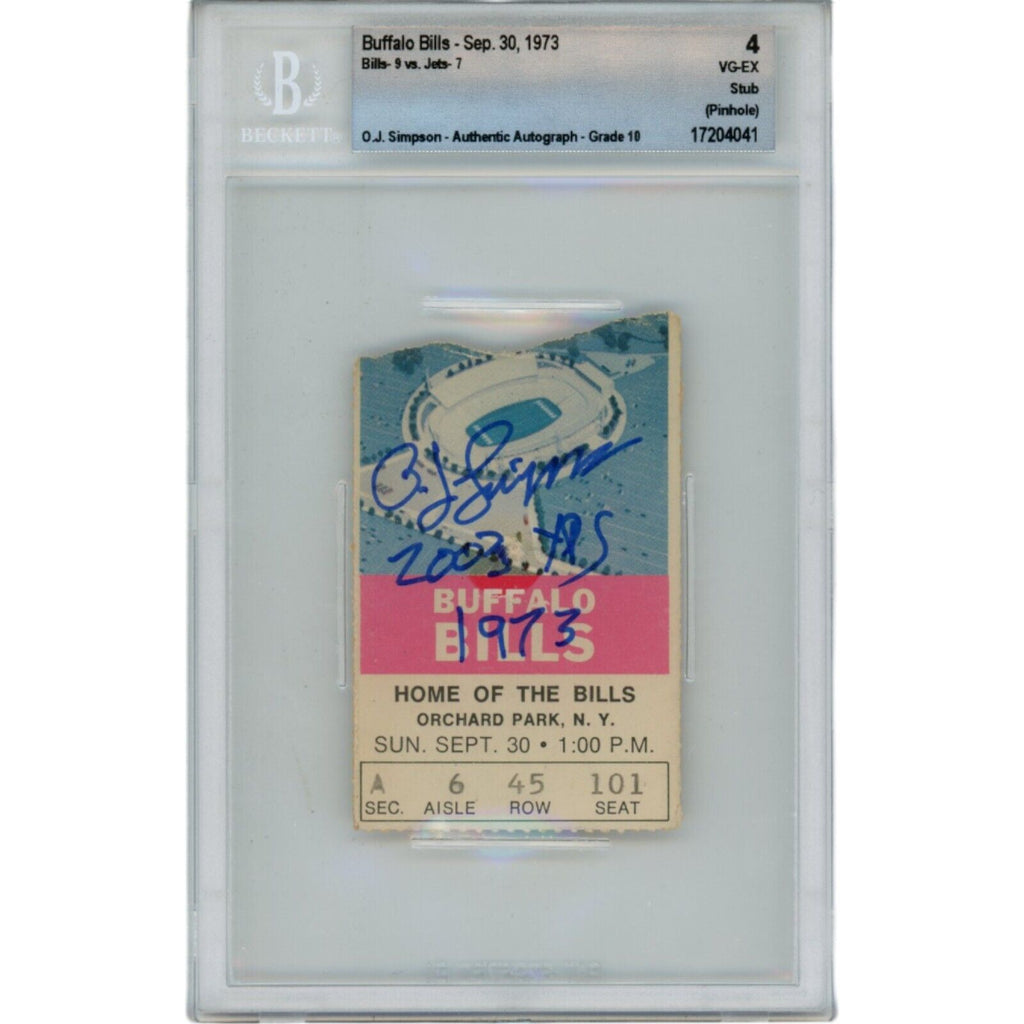 B
BECKETT
Buffalo Bills - Sep. 30, 1973
Bills- 9 vs. Jets- 7
O.J. Simpson - Authentic Autograph - Grade 10
4
VG-EX
Stub
(Pinhole)
17204041
O.J. Simpson
2003 YDS
1973
BUFFALO
BILLS
HOME OF THE BILLS
ORCHARD PARK, N. Y.
SUN. SEPT. 30 • 1:00 P.M.
A 6 45 101
SEC. AISLE ROW SEAT